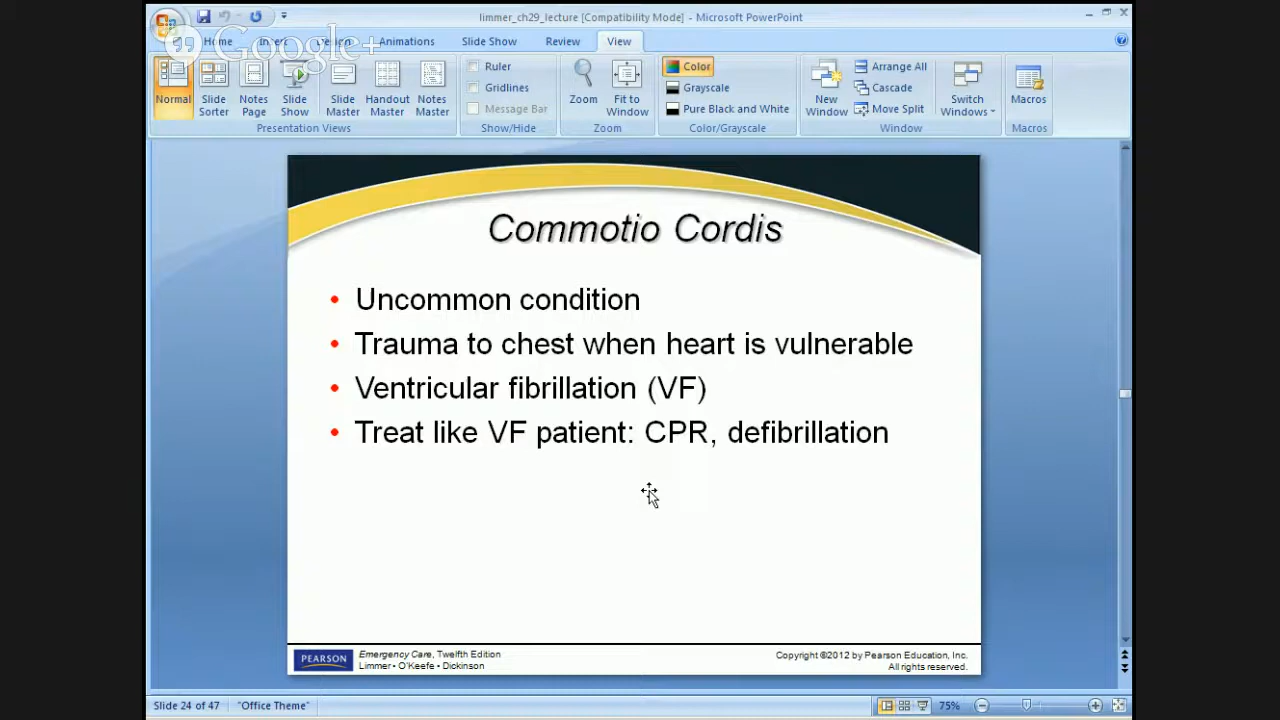 limmer_ch29_lecture [Compatibility Mode] - Microsoft PowerPoint
Google+
Home Insert Design Animations Slide Show Review View
Normal
Slide Sorter
Notes Page
Slide Show
Slide Master
Handout Master
Notes Master
Presentation Views
Ruler
Gridlines
Message Bar
Show/Hide
Zoom
Fit to Window
Zoom
Color
Grayscale
Pure Black and White
Color/Grayscale
New Window
Arrange All
Cascade
Move Split
Switch Windows
Window
Macros
Macros
Commotio Cordis
• Uncommon condition
• Trauma to chest when heart is vulnerable
• Ventricular fibrillation (VF)
• Treat like VF patient: CPR, defibrillation
PEARSON
Emergency Care, Twelfth Edition
Limmer • O'Keefe • Dickinson
Copyright ©2012 by Pearson Education, Inc.
All rights reserved.
Slide 24 of 47 "Office Theme" 75%